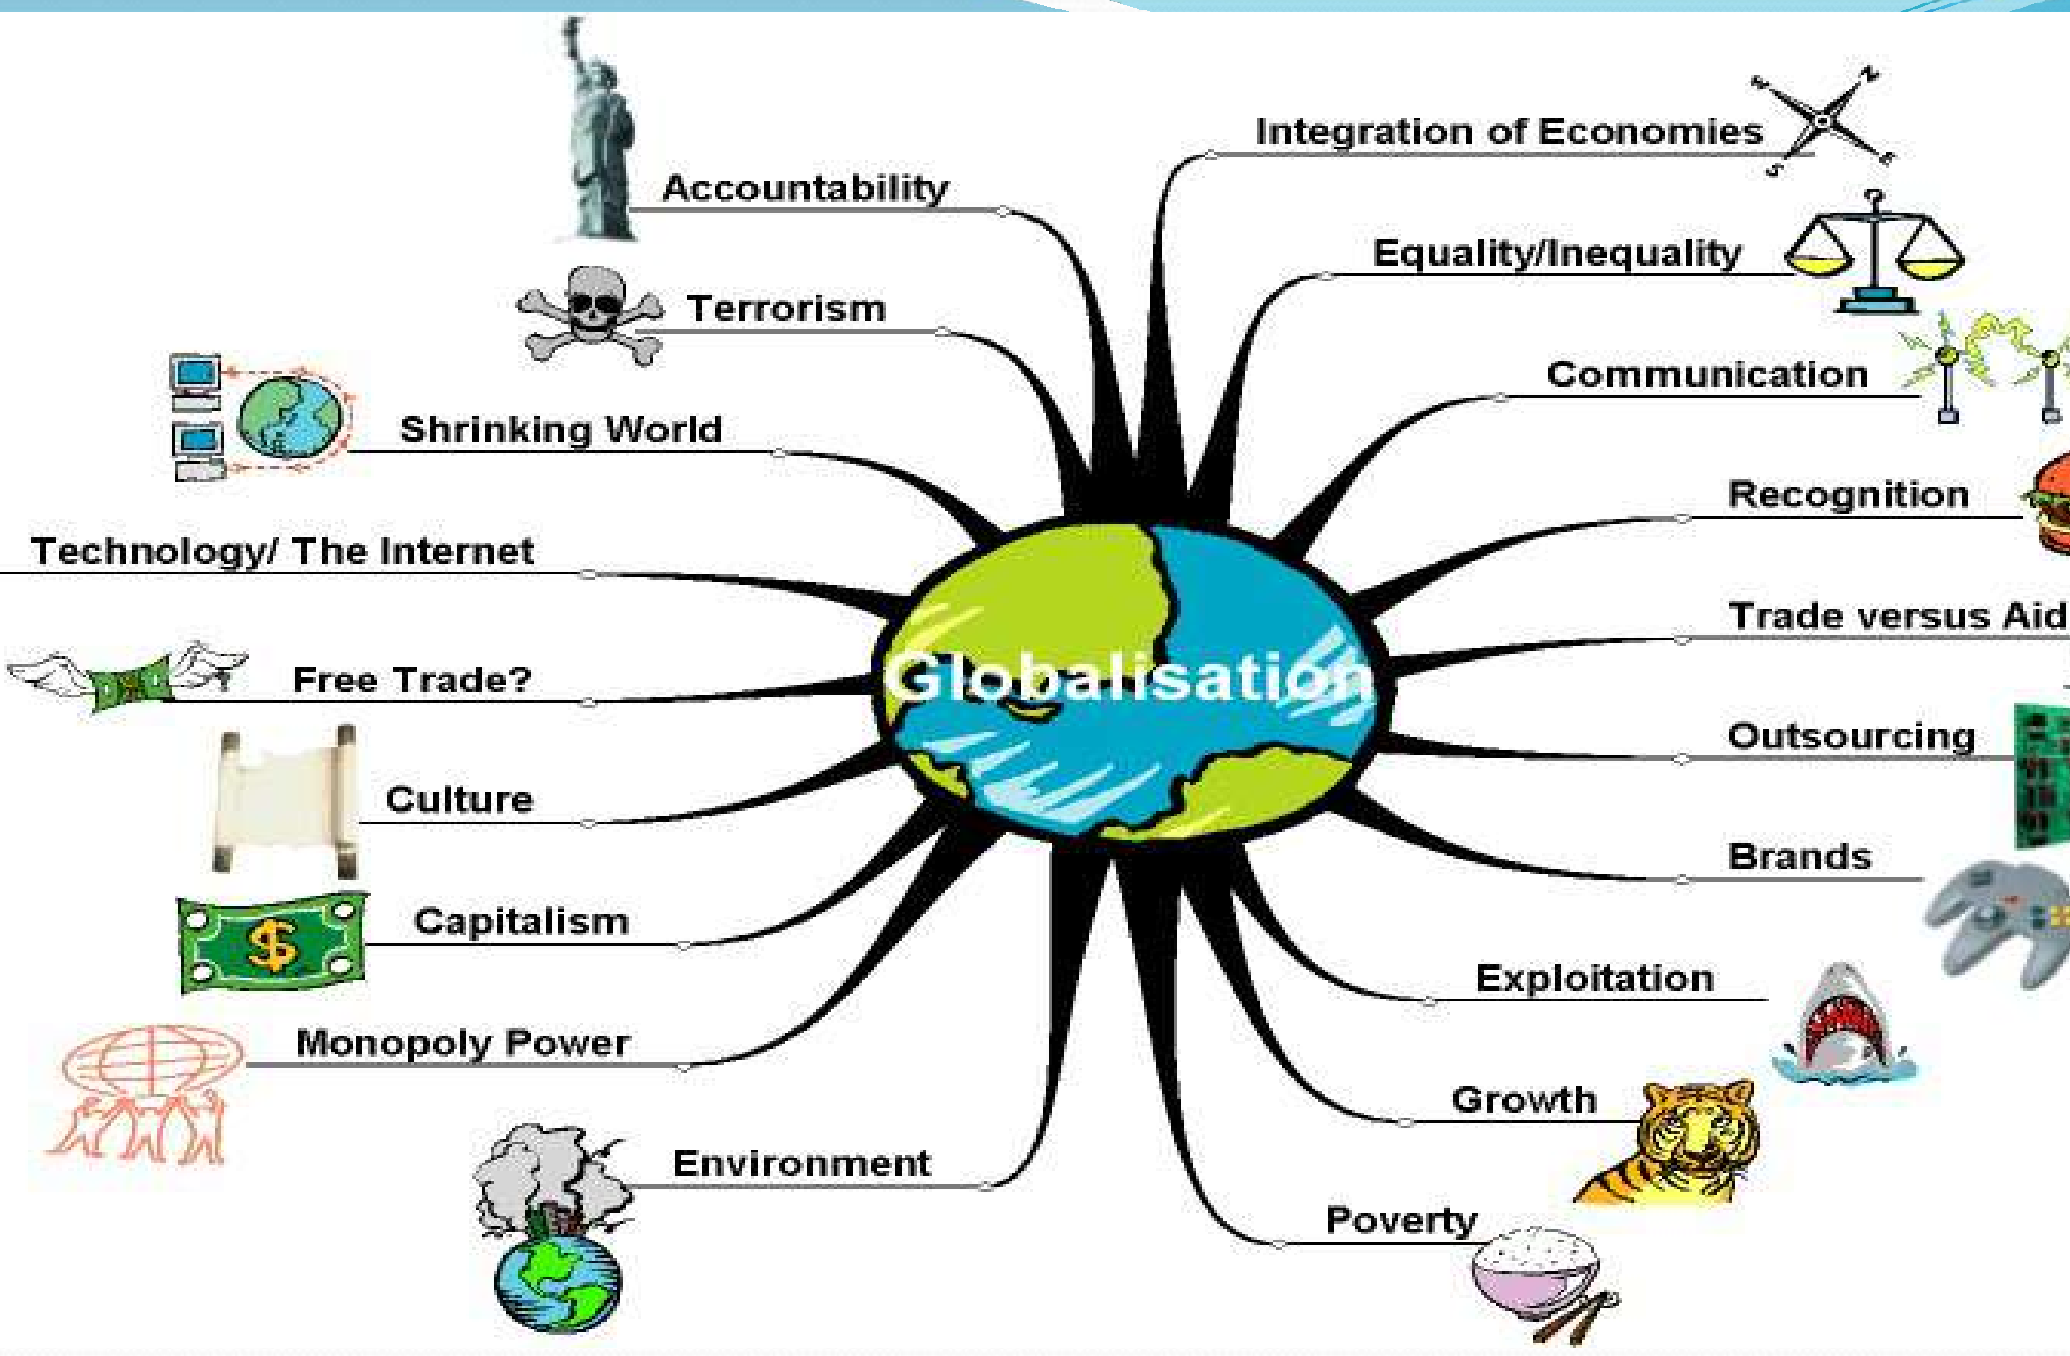 Integration of Economies
Accountability
Equality/Inequality
Terrorism
Communication
Shrinking World
Recognition
Technology/ The Internet
Trade versus Aid
Globalisation
Free Trade?
Outsourcing
Culture
Brands
Capitalism
Exploitation
Monopoly Power
Growth
Environment
Poverty
N
W
E
S
$